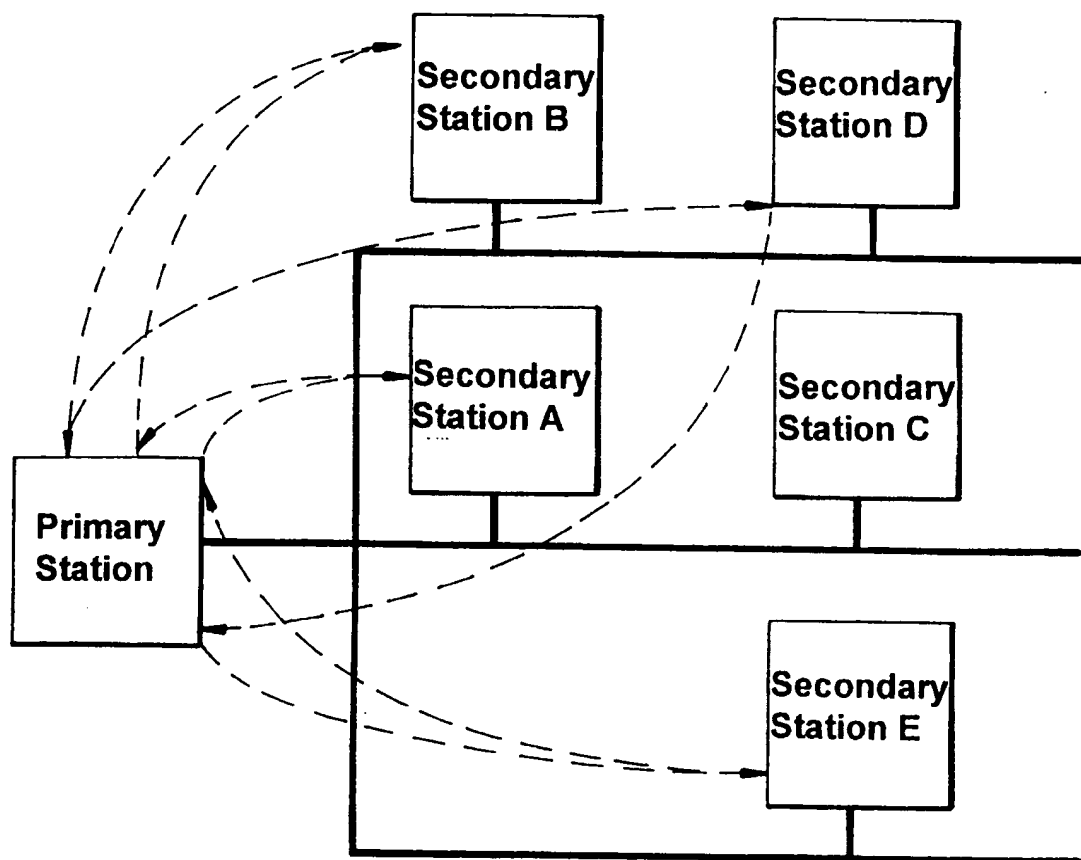 Secondary
Station B
Secondary
Station D
Secondary
Station A
Secondary
Station C
Primary
Station
Secondary
Station E